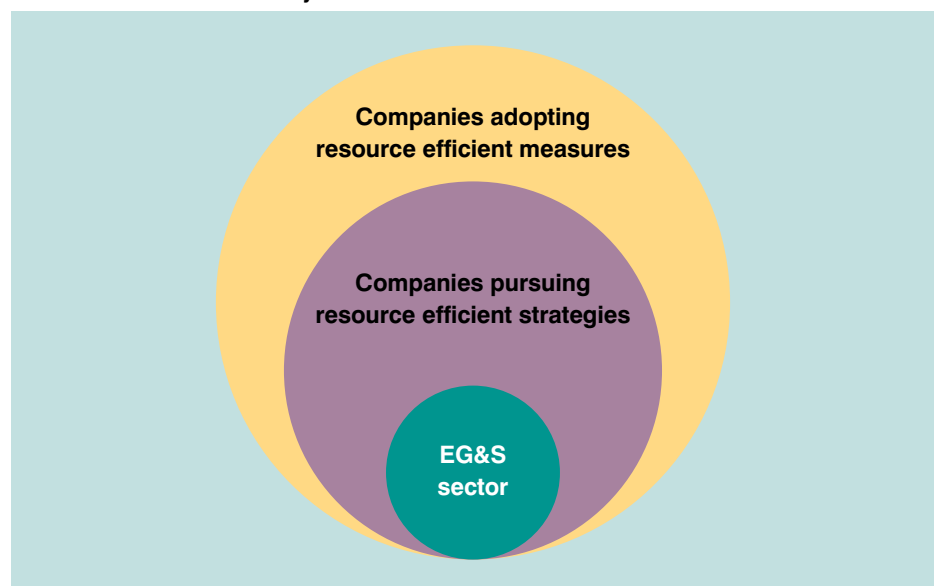 Companies adopting
resource efficient measures
Companies pursuing
resource efficient strategies
EG&S
sector